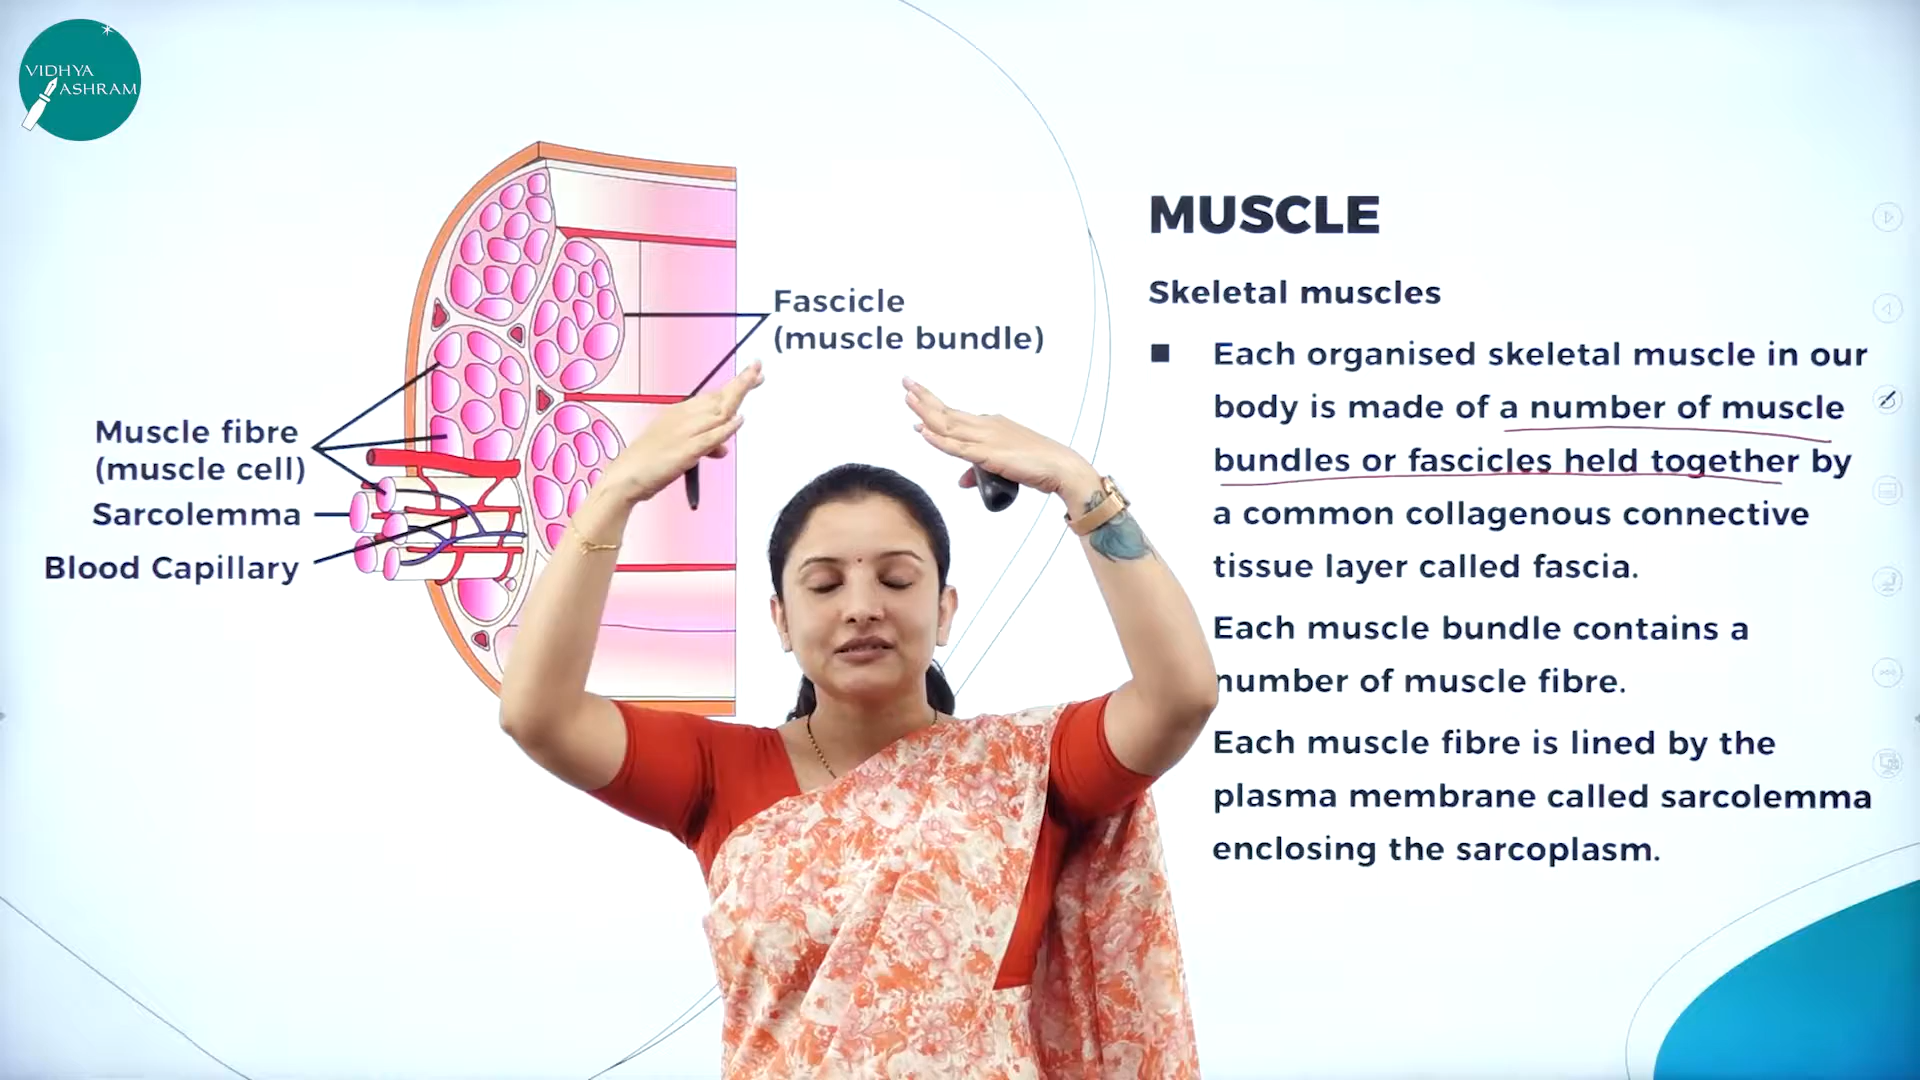 VIDHYA
ASHRAM
Fascicle
(muscle bundle)
Muscle fibre
(muscle cell)
Sarcolemma
Blood Capillary
MUSCLE
Skeletal muscles
Each organised skeletal muscle in our
body is made of a number of muscle
bundles or fascicles held together by
a common collagenous connective
tissue layer called fascia.
Each muscle bundle contains a
number of muscle fibre.
Each muscle fibre is lined by the
plasma membrane called sarcolemma
enclosing the sarcoplasm.